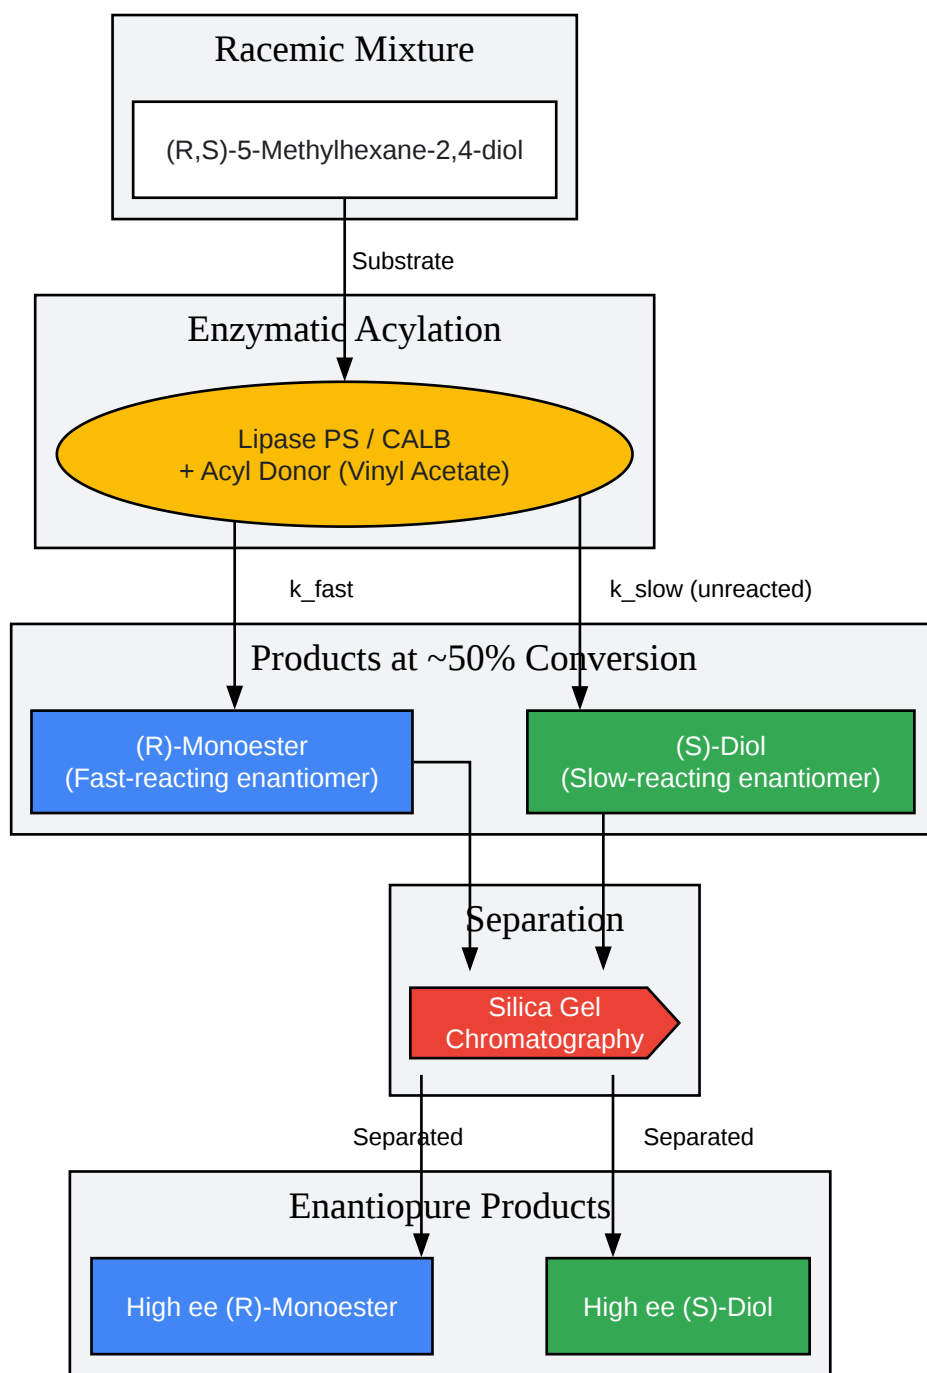 Racemic Mixture
(R,S)-5-Methylhexane-2,4-diol
Substrate
Enzymatic Acylation
Lipase PS / CALB
+ Acyl Donor (Vinyl Acetate)
k_fast
k_slow (unreacted)
Products at ~50% Conversion
(R)-Monoester
(Fast-reacting enantiomer)
(S)-Diol
(Slow-reacting enantiomer)
Separation
Silica Gel
Chromatography
Separated
Separated
Enantiopure Products
High ee (R)-Monoester
High ee (S)-Diol